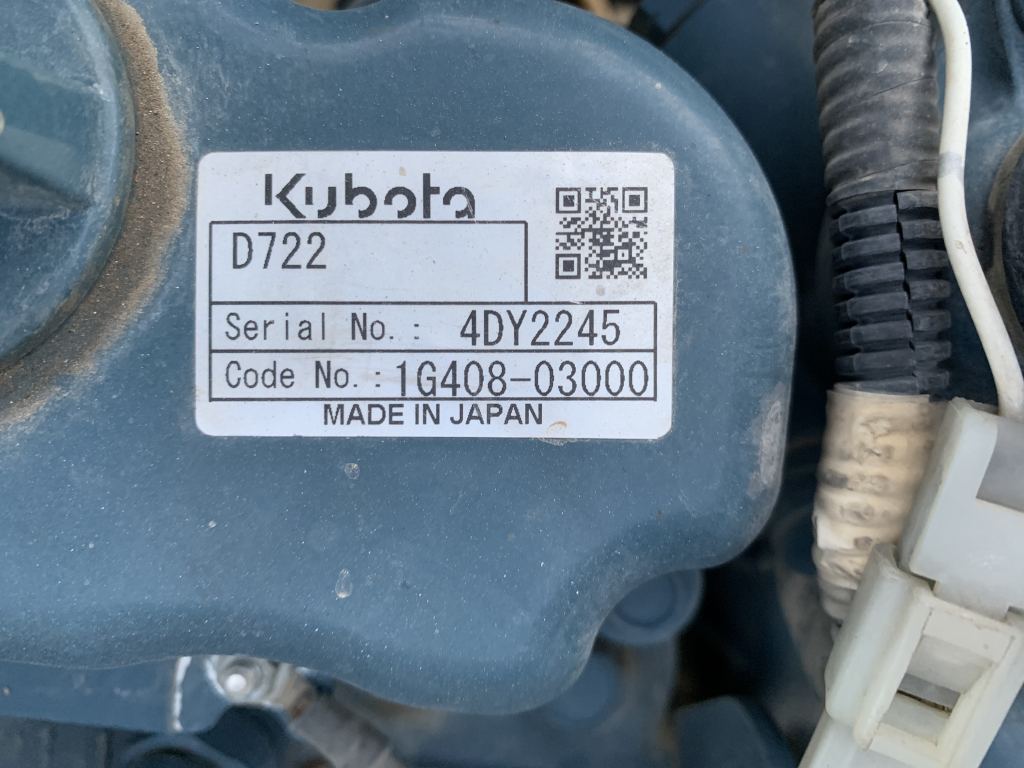 Kubota
D722
Serial No.: 4DY2245
Code No.: 1G408-03000
MADE IN JAPAN